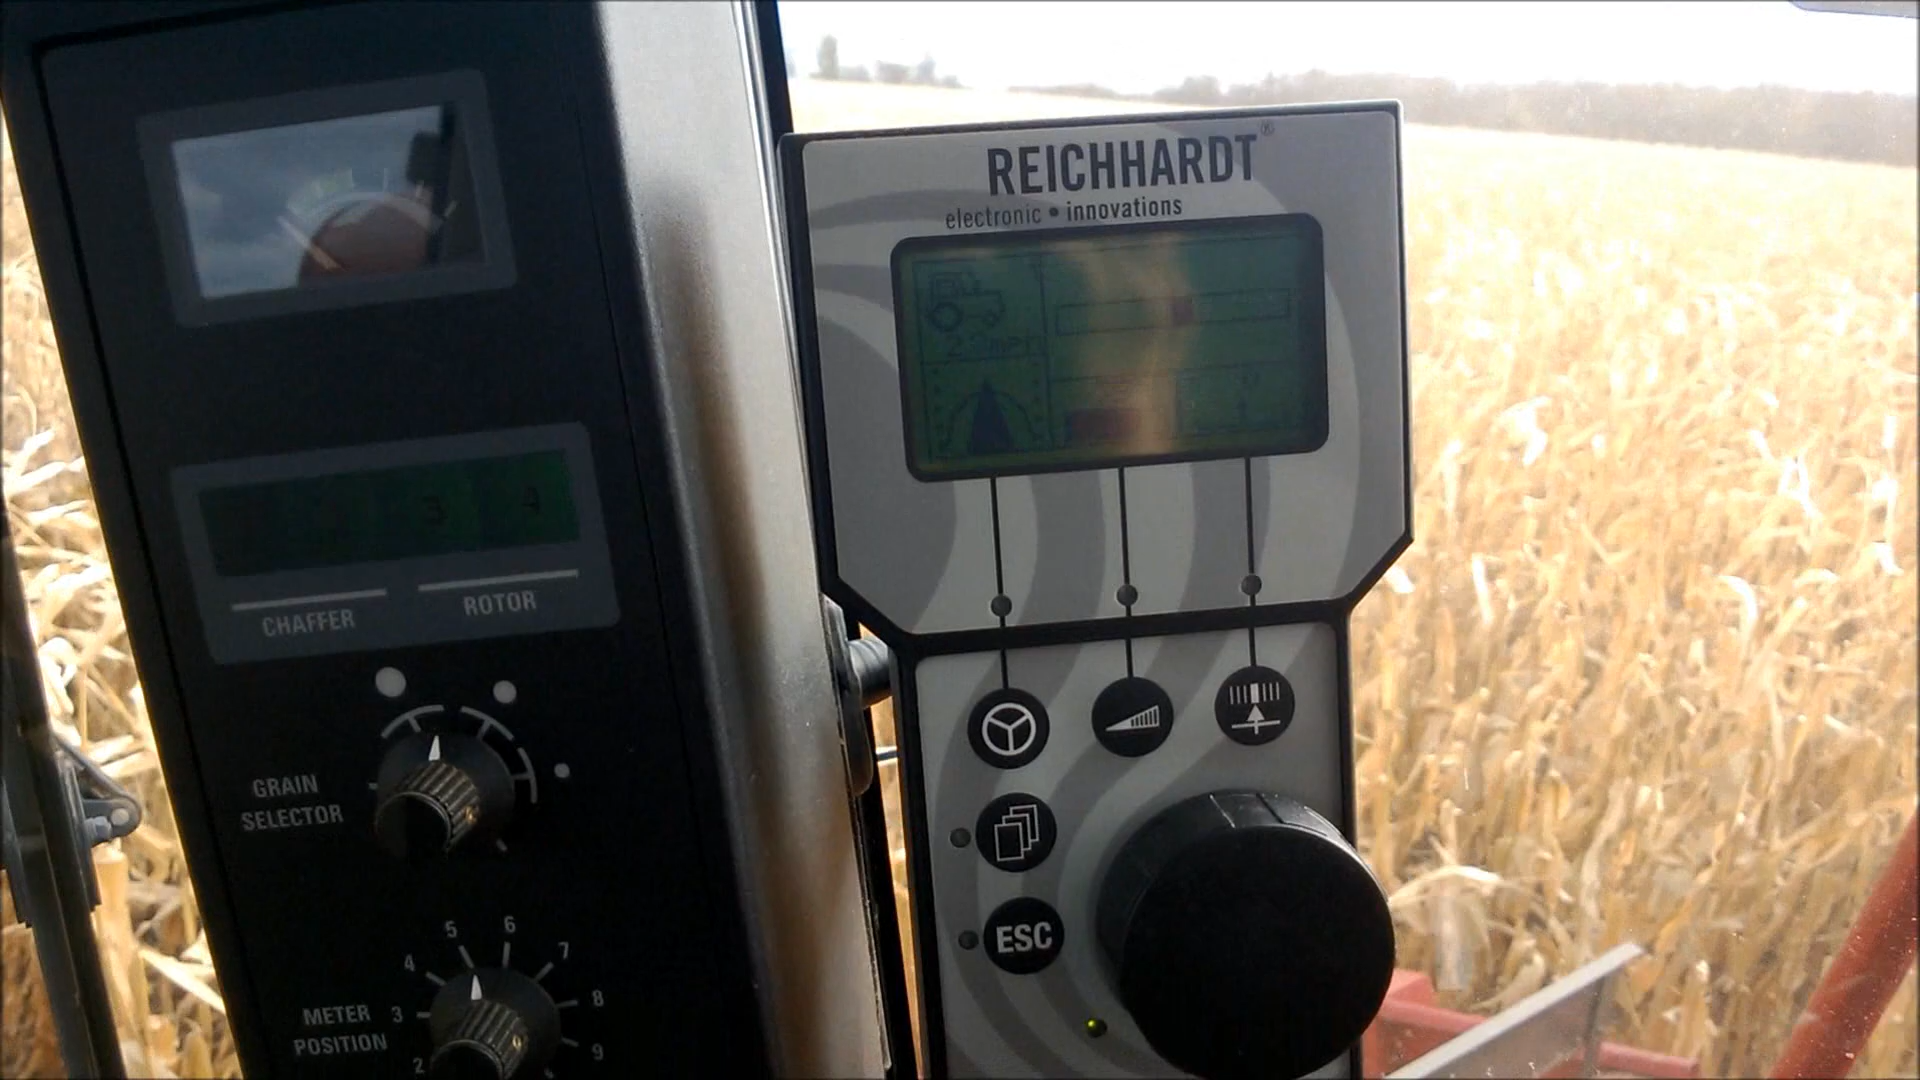 REICHHARDT®
electronic • innovations
3 4
CHAFFER
ROTOR
GRAIN
SELECTOR
ESC
METER
POSITION
2
3
4
5
6
7
8
9